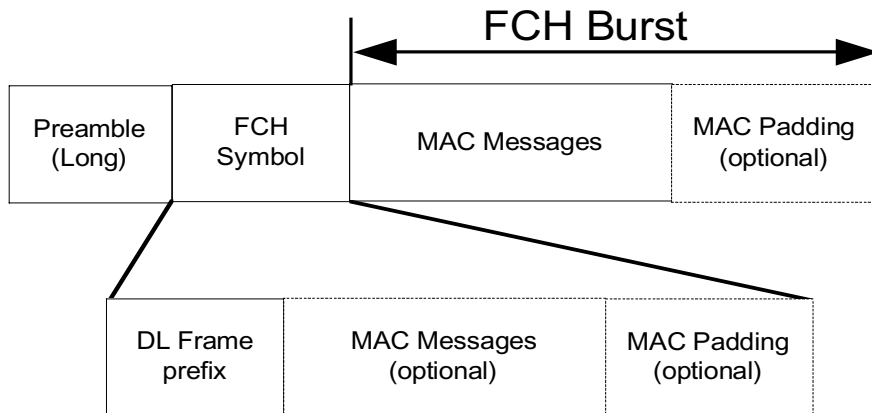 FCH Burst
Preamble
(Long)
FCH
Symbol
MAC Messages
MAC Padding
(optional)
DL Frame
prefix
MAC Messages
(optional)
MAC Padding
(optional)